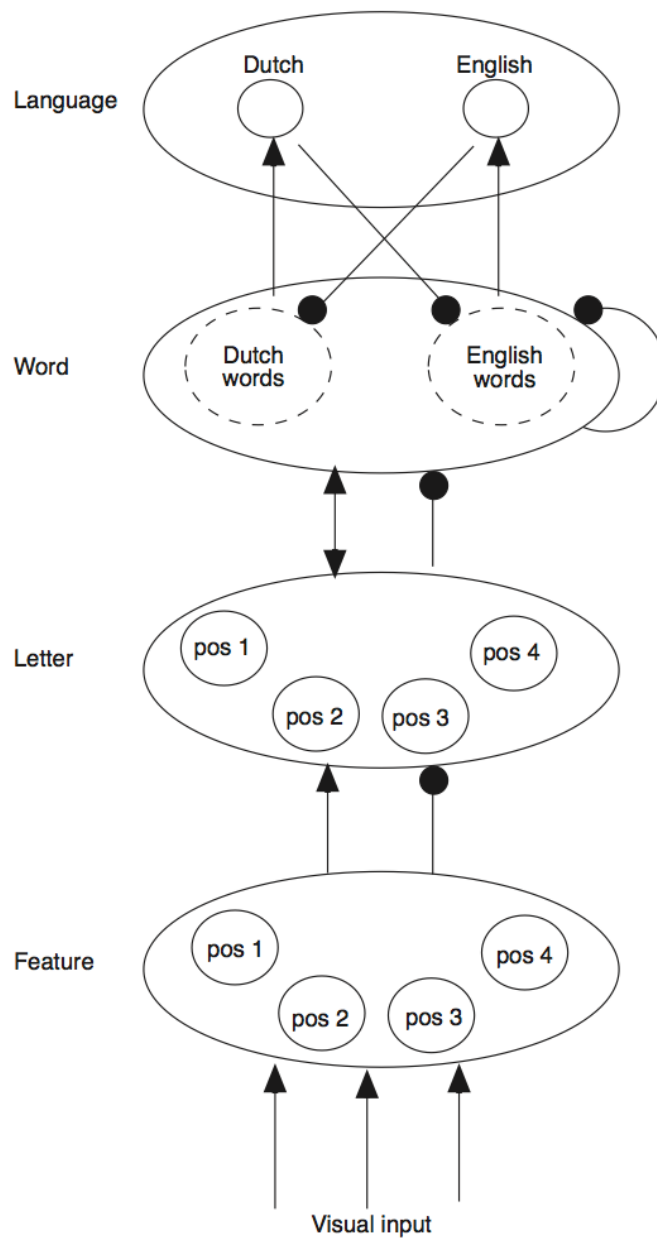 Dutch
English
Language
Dutch
words
English
words
Word
Letter
pos 1
pos 4
pos 2
pos 3
Feature
pos 1
pos 4
pos 2
pos 3
Visual input